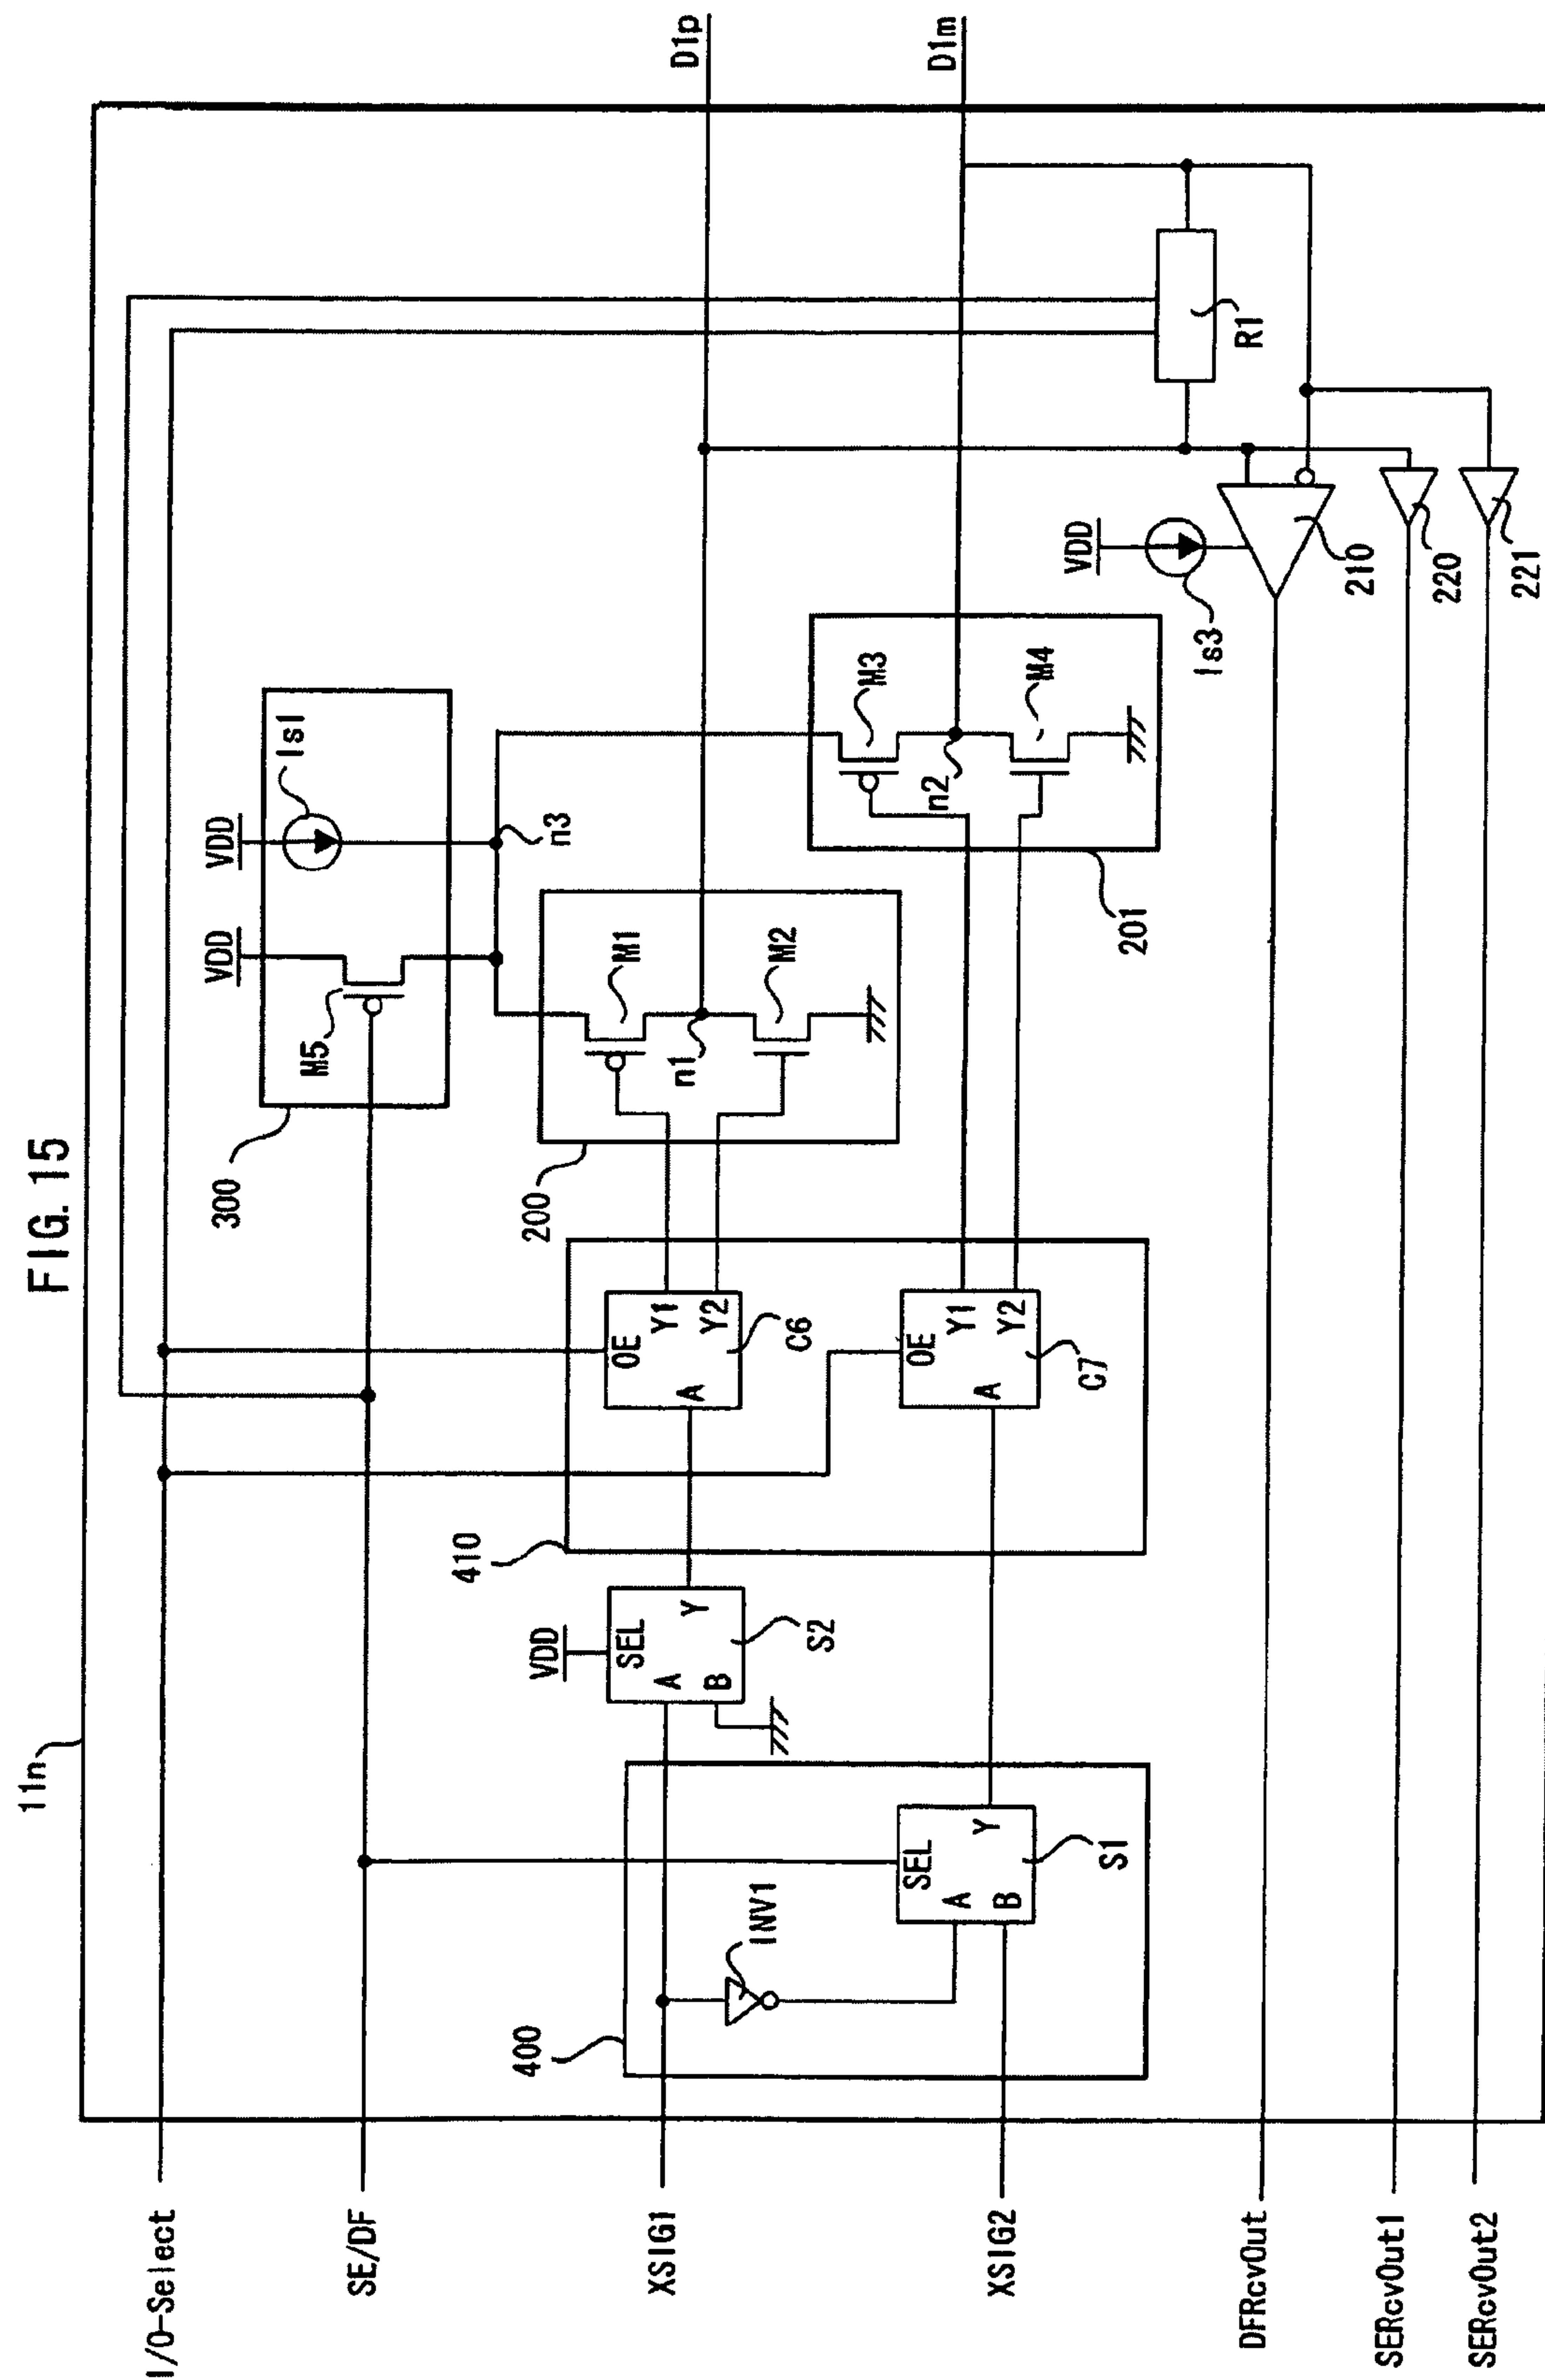 FIG. 15
11n
I/O-Select
SE/DF
XSIG1
XSIG2
DFRcvOut
SERcvOut1
SERcvOut2
D1p
D1m
400
INV1
SEL
A
B
Y
S1
VDD
SEL
A
B
Y
S2
410
OE
A
Y1
Y2
C6
OE
A
Y1
Y2
C7
300
VDD
M5
VDD
Is1
n3
200
M1
n1
M2
201
M3
n2
M4
VDD
Is3
210
220
221
R1